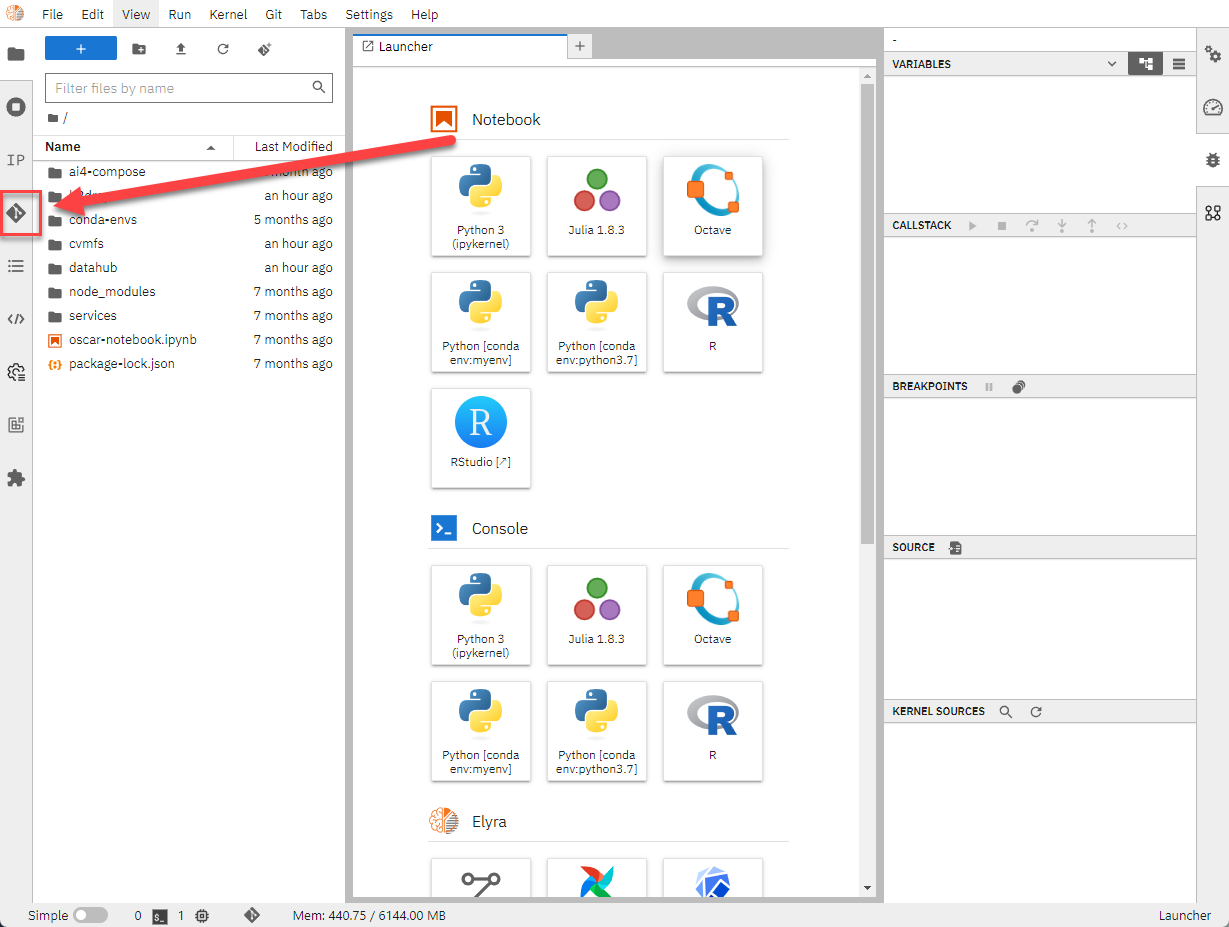 File Edit View Run Kernel Git Tabs Settings Help
+
Launcher
+
-
VARIABLES
Filter files by name
/
IP
Name Last Modified
ai4-compose
ago
an hour ago
conda-envs 5 months ago
cvmfs an hour ago
datahub an hour ago
node_modules 7 months ago
services 7 months ago
oscar-notebook.ipynb 7 months ago
package-lock.json 7 months ago
Notebook
Python 3
(ipykernel)
Julia 1.8.3
Octave
Python [conda
env:myenv]
Python [conda
env:python3.7]
R
RStudio [↗]
Console
Python 3
(ipykernel)
Julia 1.8.3
Octave
Python [conda
env:myenv]
Python [conda
env:python3.7]
R
Elyra
CALLSTACK
BREAKPOINTS
SOURCE
KERNEL SOURCES
Simple 0 1 Mem: 440.75 / 6144.00 MB Launcher